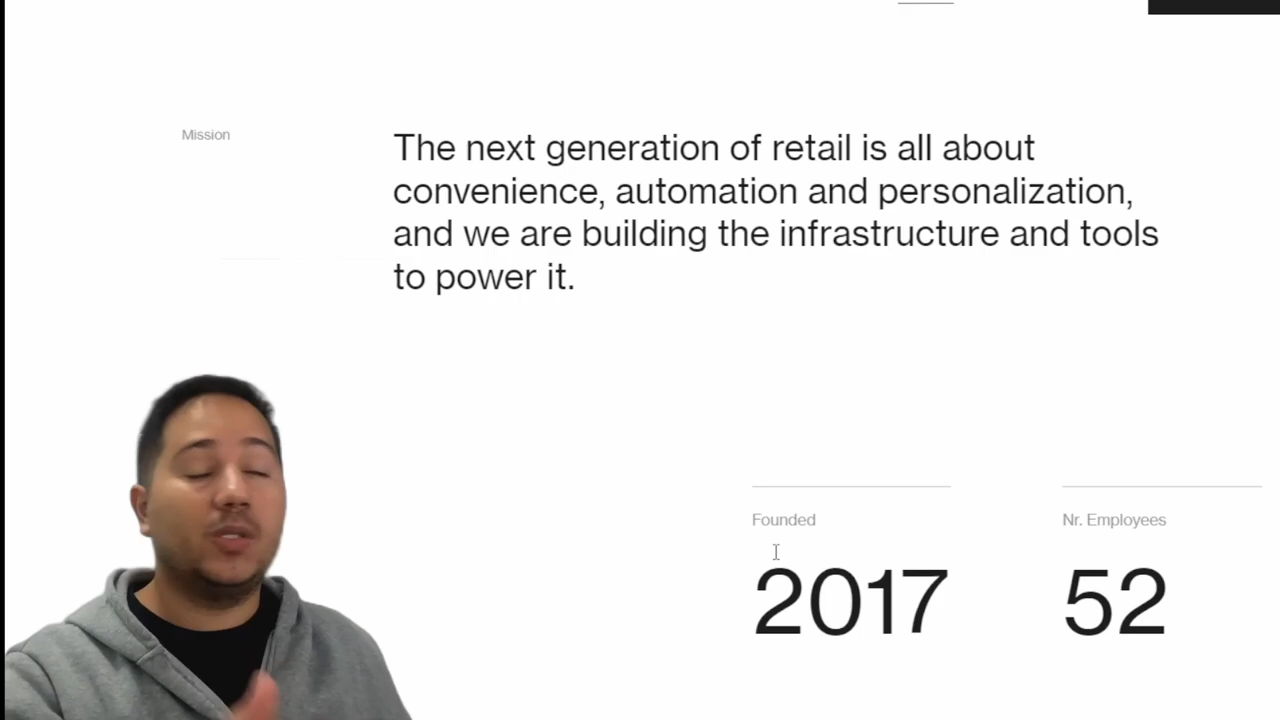 Mission
The next generation of retail is all about
convenience, automation and personalization,
and we are building the infrastructure and tools
to power it.
Founded
2017
Nr. Employees
52